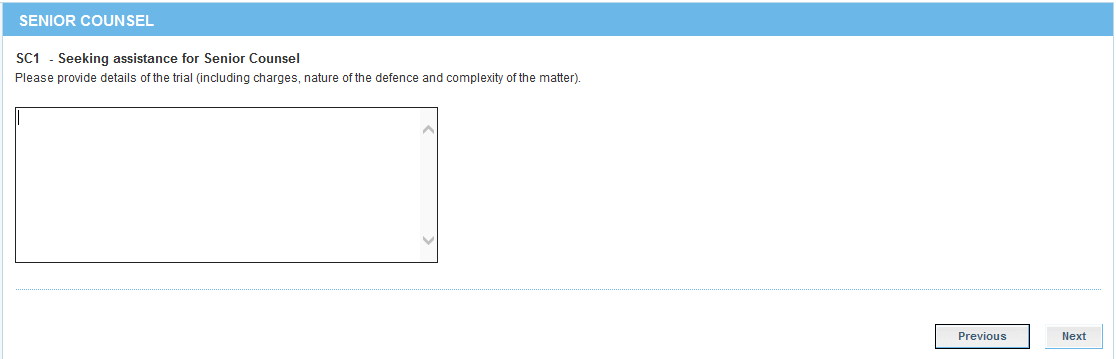 SENIOR COUNSEL
SC1 - Seeking assistance for Senior Counsel
Please provide details of the trial (including charges, nature of the defence and complexity of the matter).
Previous Next